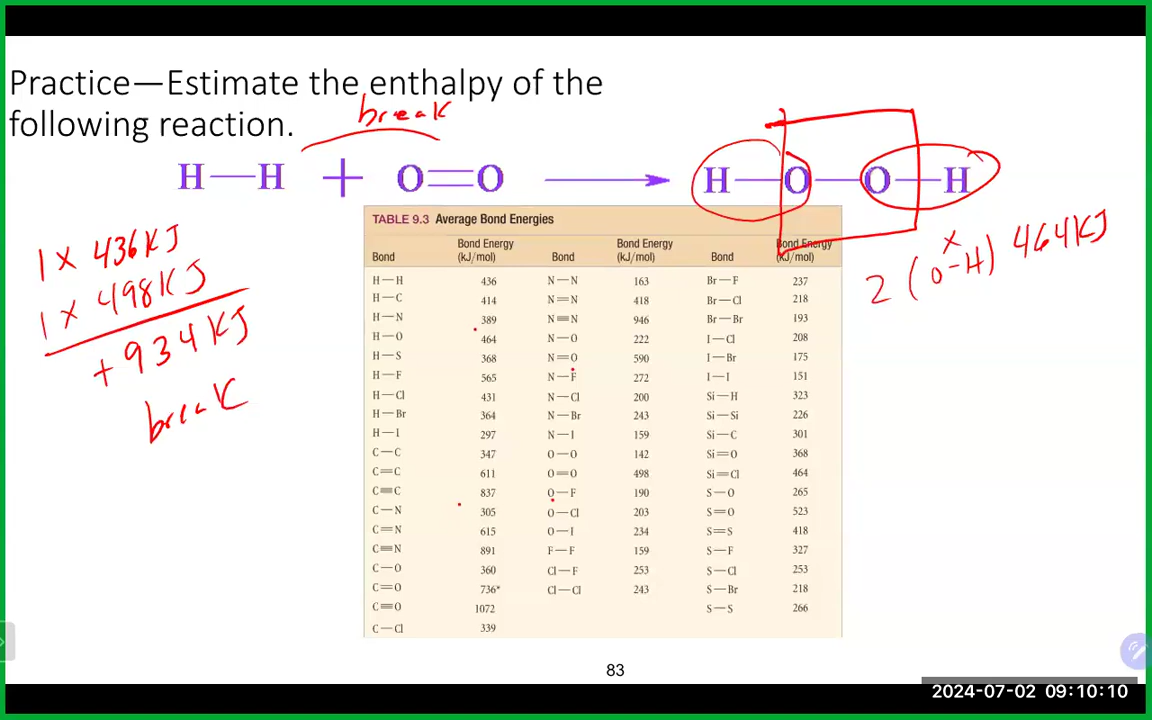 Practice—Estimate the enthalpy of the
following reaction.
break
H—H + O=O → H—O—O—H
1 x 436KJ
1 x 498KJ
+ 934 KJ
break
2 (O-H) x 464KJ
TABLE 9.3 Average Bond Energies
Bond Bond Energy (kJ/mol) Bond Bond Energy (kJ/mol) Bond Bond Energy (kJ/mol)
H—H 436 N—N 163 Br—F 237
H—C 414 N=N 418 Br—Cl 218
H—N 389 N≡N 946 Br—Br 193
H—O 464 N—O 222 I—Cl 208
H—S 368 N=O 590 I—Br 175
H—F 565 N—F 272 I—I 151
H—Cl 431 N—Cl 200 Si—H 323
H—Br 364 N—Br 243 Si—Si 226
H—I 297 N—I 159 Si—C 301
C—C 347 O—O 142 Si=O 368
C=C 611 O=O 498 Si=Cl 464
C≡C 837 O—F 190 S—O 265
C—N 305 O—Cl 203 S=O 523
C=N 615 O—I 234 S=S 418
C≡N 891 F—F 159 S—F 327
C—O 360 Cl—F 253 S—Cl 253
C=O 736* Cl—Cl 243 S—Br 218
C≡O 1072 S—S 266
C—Cl 339
83
2024-07-02 09:10:10